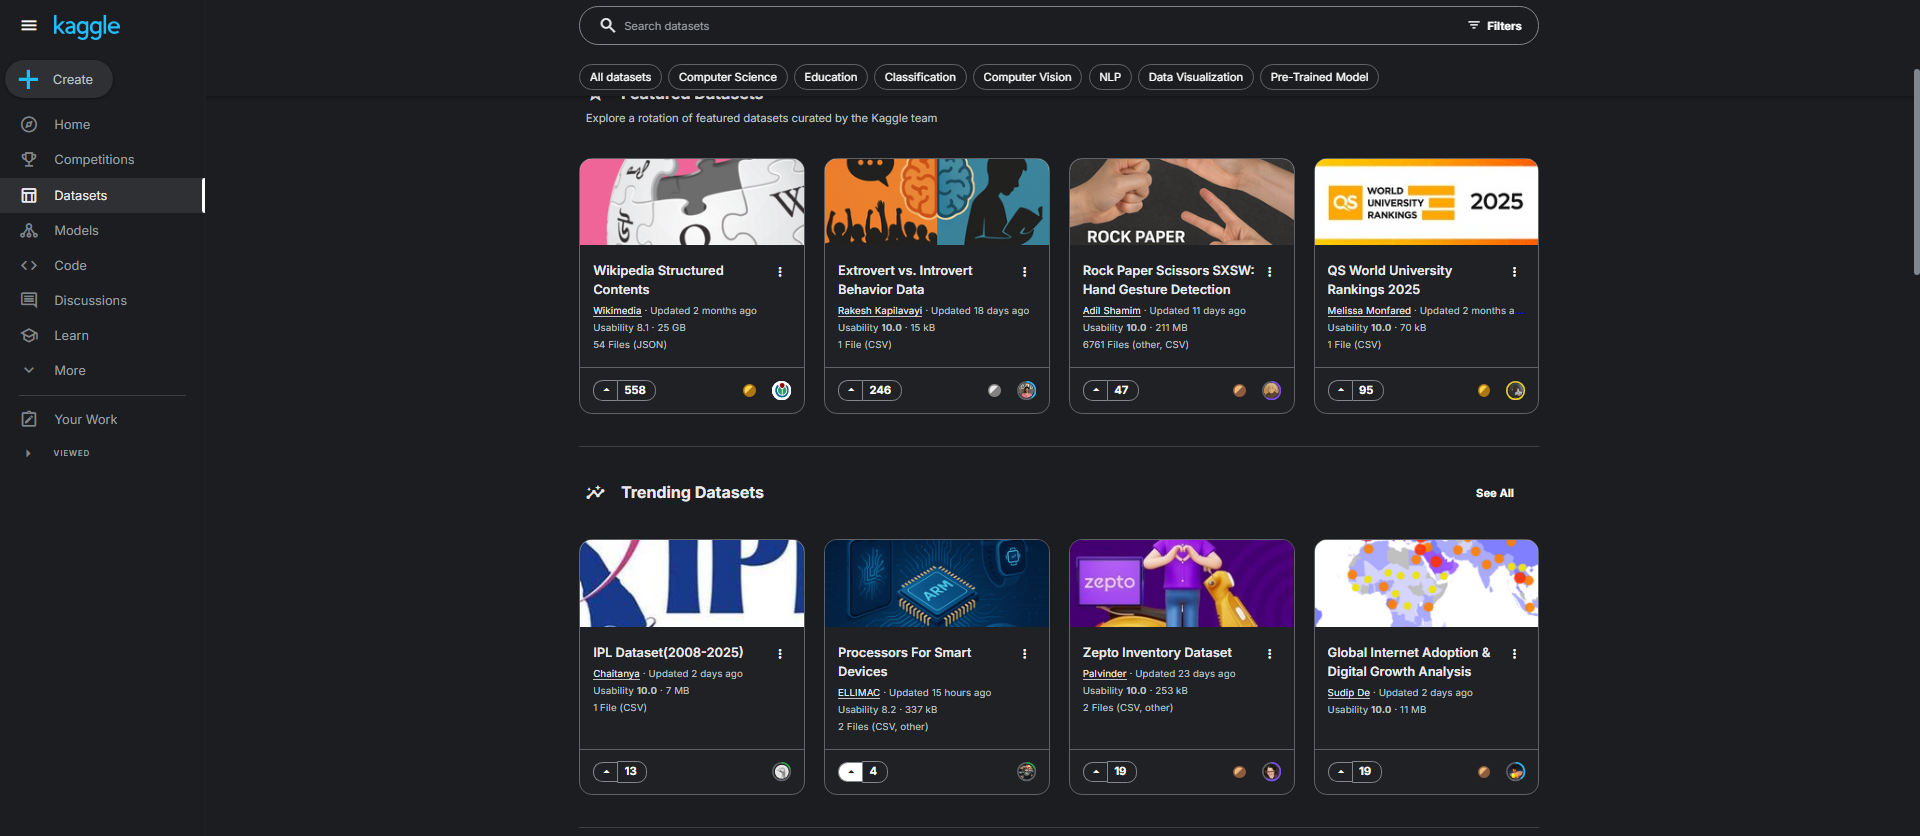 kaggle
Search datasets
Filters
Create
All datasets
Computer Science
Education
Classification
Computer Vision
NLP
Data Visualization
Pre-Trained Model
Home
Competitions
Datasets
Models
Code
Discussions
Learn
More
Your Work
VIEWED
Featured Datasets
Explore a rotation of featured datasets curated by the Kaggle team
W
Wikipedia Structured
Contents
Wikimedia · Updated 2 months ago
Usability 8.1 · 25 GB
54 Files (JSON)
558
Extrovert vs. Introvert
Behavior Data
Rakesh Kapilavayi · Updated 18 days ago
Usability 10.0 · 15 kB
1 File (CSV)
246
ROCK PAPER
Rock Paper Scissors SXSW:
Hand Gesture Detection
Adil Shamim · Updated 11 days ago
Usability 10.0 · 211 MB
6761 Files (other, CSV)
47
QS
WORLD
UNIVERSITY
RANKINGS
2025
QS World University
Rankings 2025
Melissa Monfared · Updated 2 months a
Usability 10.0 · 70 kB
1 File (CSV)
95
Trending Datasets
See All
IPL
IPL Dataset(2008-2025)
Chaitanya · Updated 2 days ago
Usability 10.0 · 7 MB
1 File (CSV)
13
ARM
Processors For Smart
Devices
ELLIMAC · Updated 15 hours ago
Usability 8.2 · 337 kB
2 Files (CSV, other)
4
zepto
Zepto Inventory Dataset
Palvinder · Updated 23 days ago
Usability 10.0 · 253 kB
2 Files (CSV, other)
19
Global Internet Adoption &
Digital Growth Analysis
Sudip De · Updated 2 days ago
Usability 10.0 · 11 MB
19